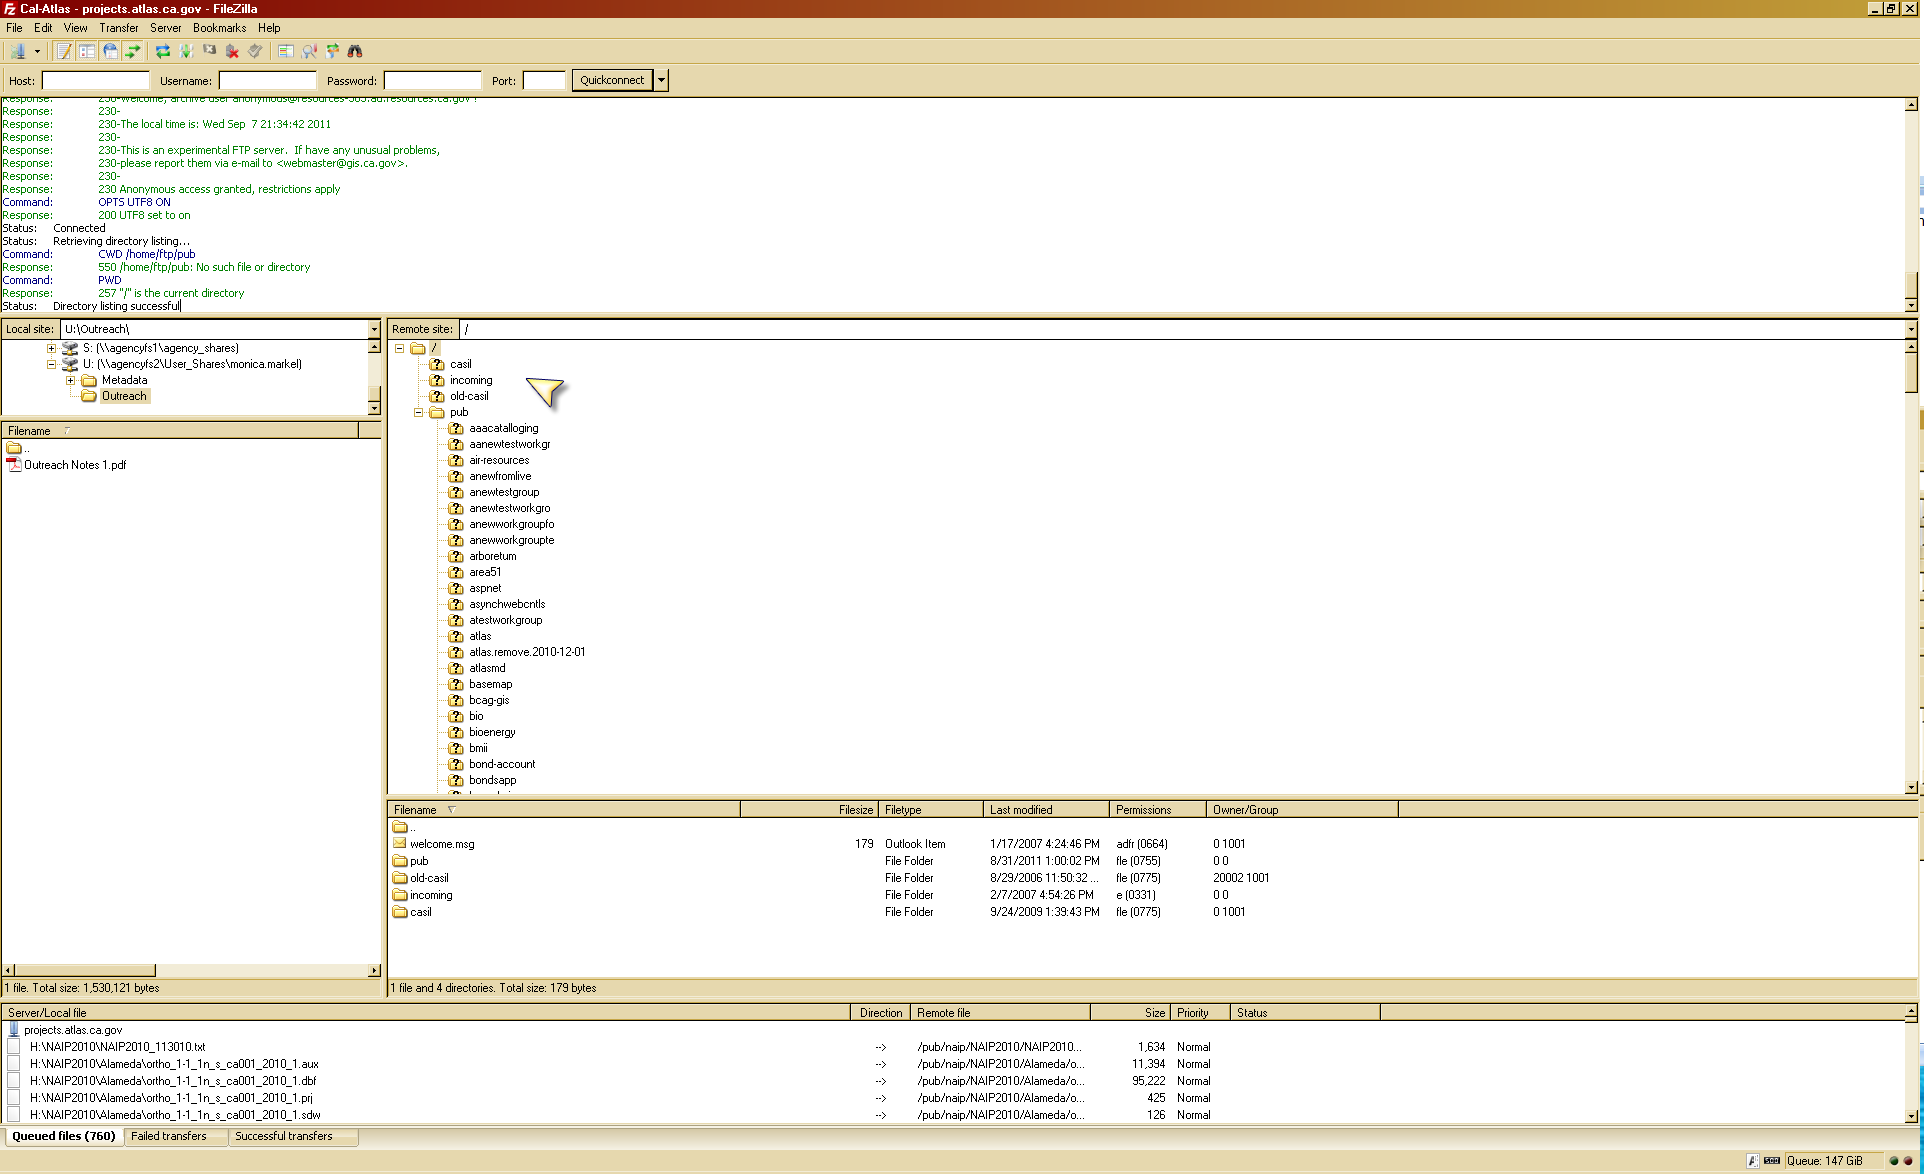 Cal-Atlas - projects.atlas.ca.gov - FileZilla
File Edit View Transfer Server Bookmarks Help
Host: Username: Password: Port: Quickconnect
Response: 230-Welcome, archive user anonymous@resources-305.ad.resources.ca.gov !
Response: 230-
Response: 230-The local time is: Wed Sep  7 21:34:42 2011
Response: 230-
Response: 230-This is an experimental FTP server.  If have any unusual problems,
Response: 230-please report them via e-mail to <webmaster@gis.ca.gov>.
Response: 230-
Response: 230 Anonymous access granted, restrictions apply
Command: OPTS UTF8 ON
Response: 200 UTF8 set to on
Status: Connected
Status: Retrieving directory listing...
Command: CWD /home/ftp/pub
Response: 550 /home/ftp/pub: No such file or directory
Command: PWD
Response: 257 "/" is the current directory
Status: Directory listing successful
Local site: U:\Outreach\
S: (\\agencyfs1\agency_shares)
U: (\\agencyfs2\User_Shares\monica.markel)
Metadata
Outreach
Filename
..
Outreach Notes 1.pdf
1 file. Total size: 1,530,121 bytes
Remote site: /
/
casil
incoming
old-casil
pub
aaacatalloging
aanewtestworkgr
air-resources
anewfromlive
anewtestgroup
anewtestworkgro
anewworkgroupfo
anewworkgroupte
arboretum
area51
aspnet
asynchwebcntls
atestworkgroup
atlas
atlas.remove.2010-12-01
atlasmd
basemap
bcag-gis
bio
bioenergy
bmii
bond-account
bondsapp
Filename Filesize Filetype Last modified Permissions Owner/Group
..
welcome.msg 179 Outlook Item 1/17/2007 4:24:46 PM adfr (0664) 0 1001
pub File Folder 8/31/2011 1:00:02 PM fle (0755) 0 0
old-casil File Folder 8/29/2006 11:50:32 ... fle (0775) 20002 1001
incoming File Folder 2/7/2007 4:54:26 PM e (0331) 0 0
casil File Folder 9/24/2009 1:39:43 PM fle (0775) 0 1001
1 file and 4 directories. Total size: 179 bytes
Server/Local file Direction Remote file Size Priority Status
projects.atlas.ca.gov
H:\NAIP2010\NAIP2010_113010.txt --> /pub/naip/NAIP2010/NAIP2010... 1,634 Normal
H:\NAIP2010\Alameda\ortho_1-1_1n_s_ca001_2010_1.aux --> /pub/naip/NAIP2010/Alameda/o... 11,394 Normal
H:\NAIP2010\Alameda\ortho_1-1_1n_s_ca001_2010_1.dbf --> /pub/naip/NAIP2010/Alameda/o... 95,222 Normal
H:\NAIP2010\Alameda\ortho_1-1_1n_s_ca001_2010_1.prj --> /pub/naip/NAIP2010/Alameda/o... 425 Normal
H:\NAIP2010\Alameda\ortho_1-1_1n_s_ca001_2010_1.sdw --> /pub/naip/NAIP2010/Alameda/o... 126 Normal
Queued files (760) Failed transfers Successful transfers
Queue: 147 GiB